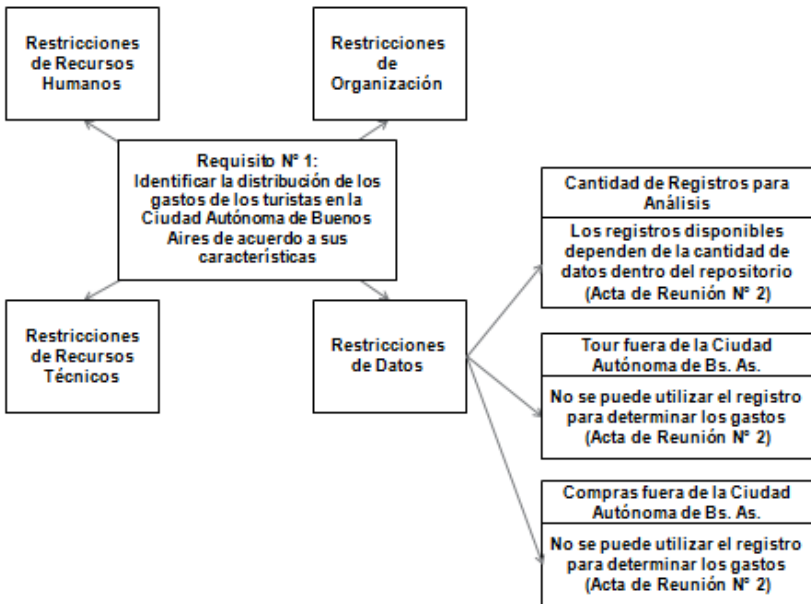 Restricciones
de Recursos
Humanos
Restricciones
de
Organización
Requisito N° 1:
Identificar la distribución de los
gastos de los turistas en la
Ciudad Autónoma de Buenos
Aires de acuerdo a sus
características
Restricciones
de Recursos
Técnicos
Restricciones
de Datos
Cantidad de Registros para
Análisis
Los registros disponibles
dependen de la cantidad de
datos dentro del repositorio
(Acta de Reunión N° 2)
Tour fuera de la Ciudad
Autónoma de Bs. As.
No se puede utilizar el registro
para determinar los gastos
(Acta de Reunión N° 2)
Compras fuera de la Ciudad
Autónoma de Bs. As.
No se puede utilizar el registro
para determinar los gastos
(Acta de Reunión N° 2)